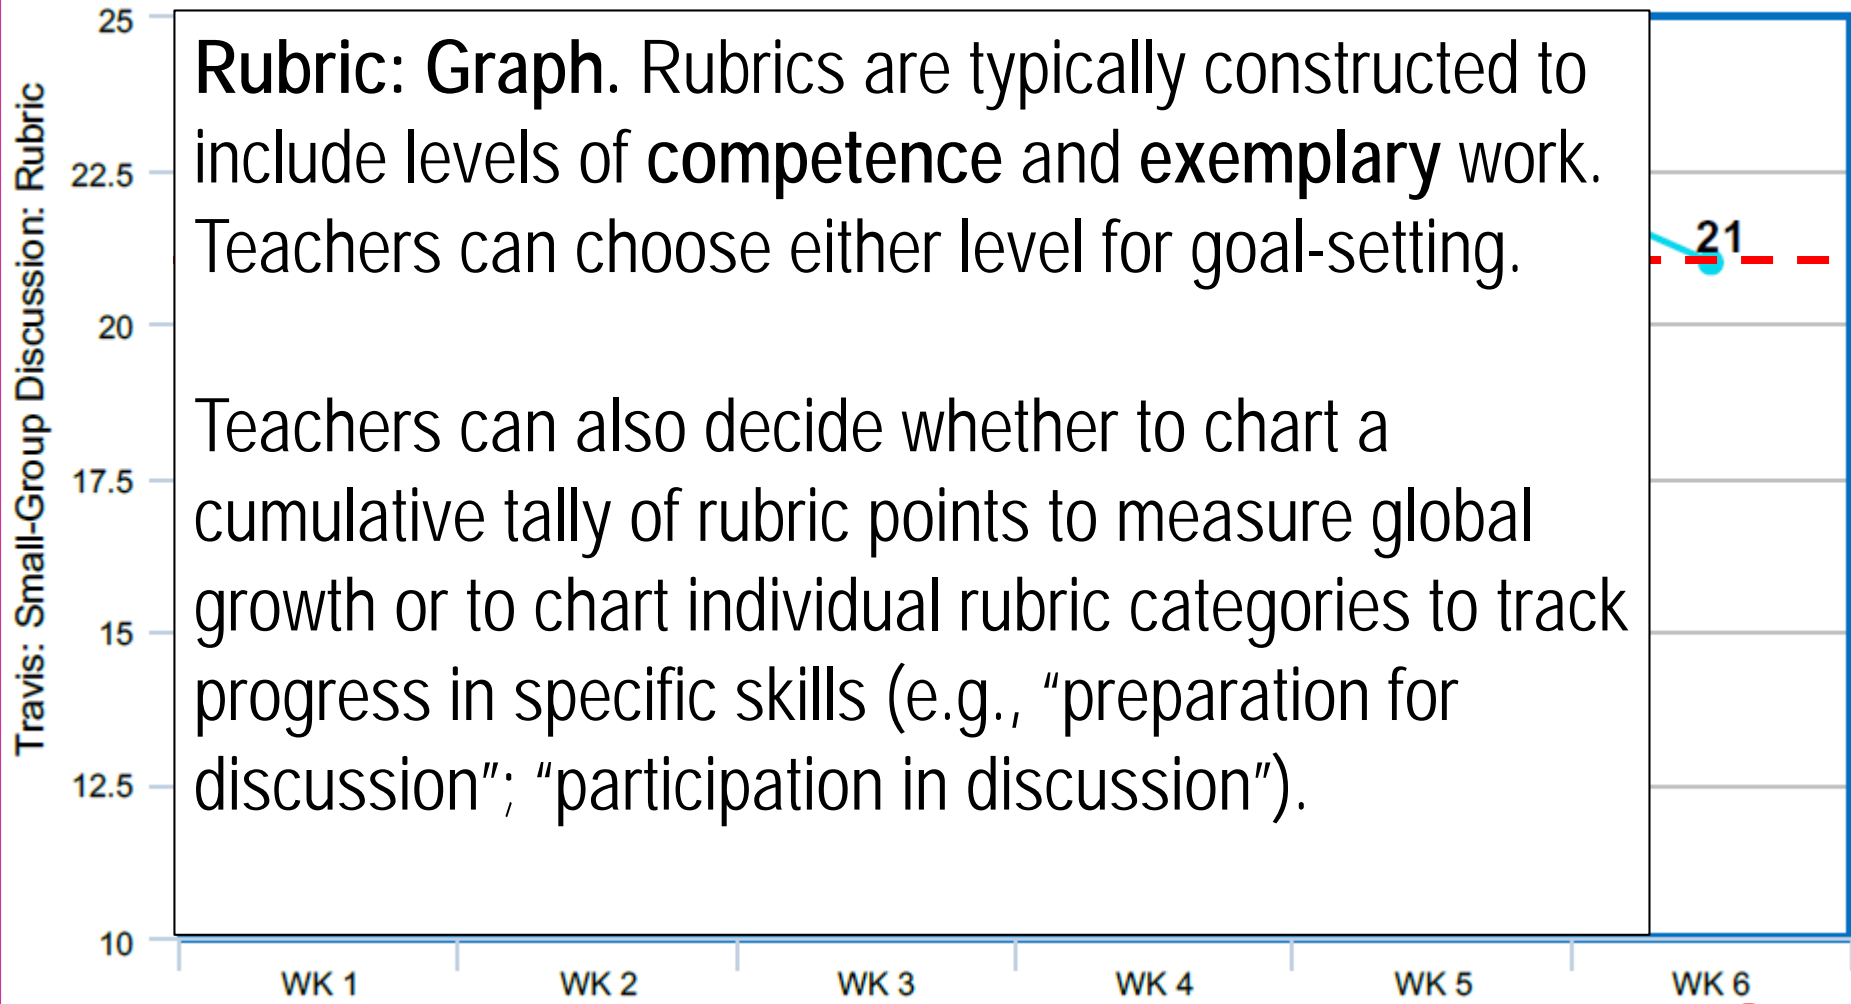 Travis: Small-Group Discussion: Rubric
25
22.5
20
17.5
15
12.5
10
Rubric: Graph. Rubrics are typically constructed to
include levels of competence and exemplary work.
Teachers can choose either level for goal-setting.
Teachers can also decide whether to chart a
cumulative tally of rubric points to measure global
growth or to chart individual rubric categories to track
progress in specific skills (e.g., “preparation for
discussion”; “participation in discussion”).
21
WK 1 WK 2 WK 3 WK 4 WK 5 WK 6